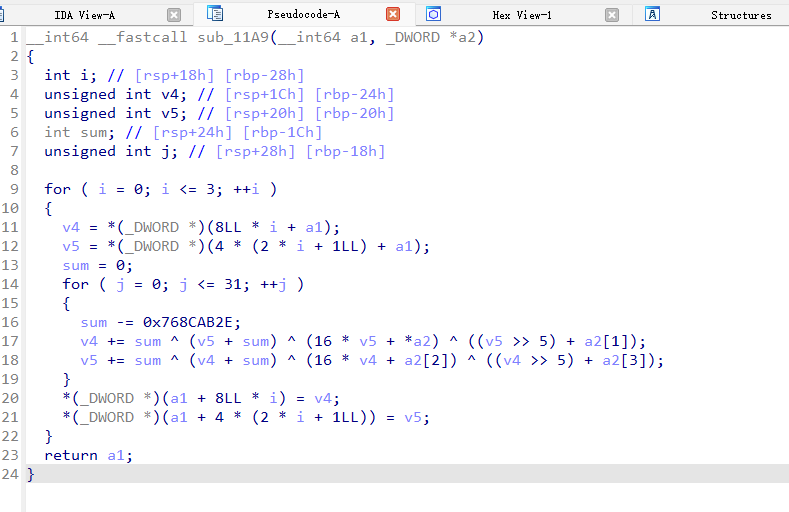 IDA View-A Pseudocode-A Hex View-1 Structures
1 __int64 __fastcall sub_11A9(__int64 a1, _DWORD *a2)
2 {
3 int i; // [rsp+18h] [rbp-28h]
4 unsigned int v4; // [rsp+1Ch] [rbp-24h]
5 unsigned int v5; // [rsp+20h] [rbp-20h]
6 int sum; // [rsp+24h] [rbp-1Ch]
7 unsigned int j; // [rsp+28h] [rbp-18h]
8
9 for ( i = 0; i <= 3; ++i )
10 {
11 v4 = *(_DWORD *)(8LL * i + a1);
12 v5 = *(_DWORD *)(4 * (2 * i + 1LL) + a1);
13 sum = 0;
14 for ( j = 0; j <= 31; ++j )
15 {
16 sum -= 0x768CAB2E;
17 v4 += sum ^ (v5 + sum) ^ (16 * v5 + *a2) ^ ((v5 >> 5) + a2[1]);
18 v5 += sum ^ (v4 + sum) ^ (16 * v4 + a2[2]) ^ ((v4 >> 5) + a2[3]);
19 }
20 *(_DWORD *)(a1 + 8LL * i) = v4;
21 *(_DWORD *)(a1 + 4 * (2 * i + 1LL)) = v5;
22 }
23 return a1;
24 }